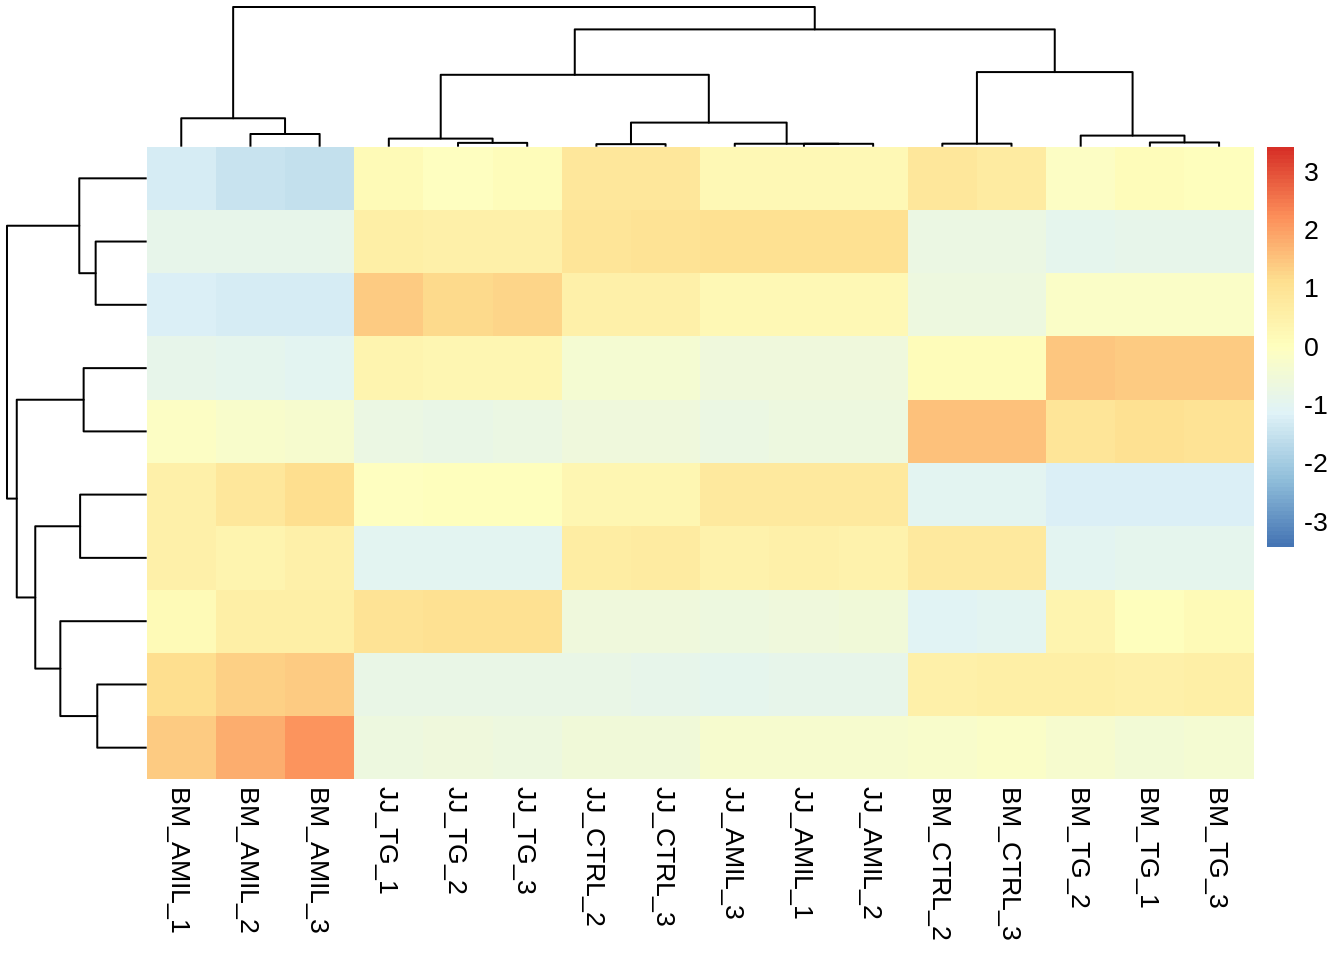 3
2
1
0
-1
-2
-3
BM_AMIL_1
BM_AMIL_2
BM_AMIL_3
JJ_TG_1
JJ_TG_2
JJ_TG_3
JJ_CTRL_2
JJ_CTRL_3
JJ_AMIL_3
JJ_AMIL_1
JJ_AMIL_2
BM_CTRL_2
BM_CTRL_3
BM_TG_2
BM_TG_1
BM_TG_3